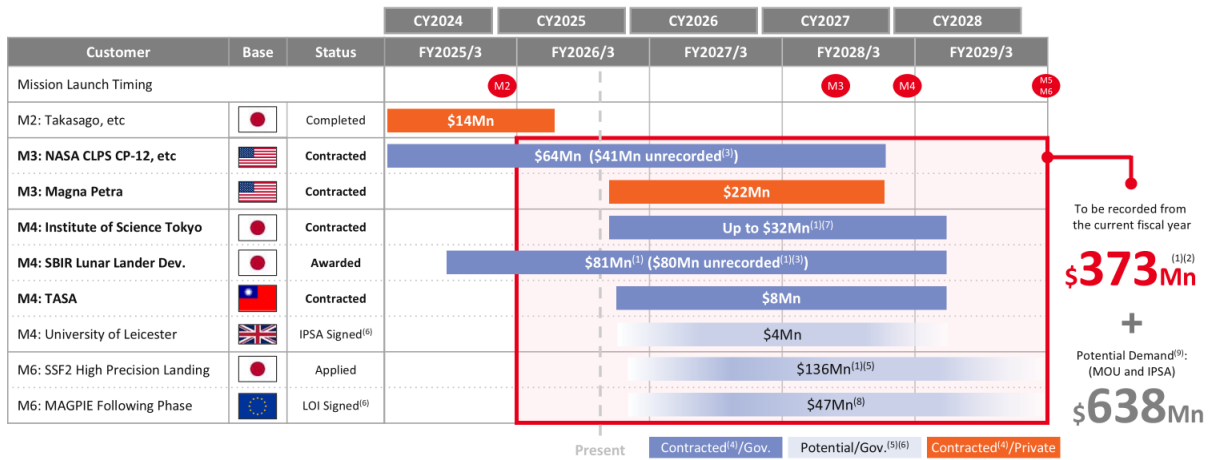 CY2024 CY2025 CY2026 CY2027 CY2028
Customer Base Status FY2025/3 FY2026/3 FY2027/3 FY2028/3 FY2029/3
Mission Launch Timing M2 M3 M4 M5 M6
M2: Takasago, etc Completed $14Mn
M3: NASA CLPS CP-12, etc Contracted $64Mn ($41Mn unrecorded(3))
M3: Magna Petra Contracted $22Mn
M4: Institute of Science Tokyo Contracted Up to $32Mn(1)(7)
M4: SBIR Lunar Lander Dev. Awarded $81Mn(1) ($80Mn unrecorded(1)(3))
M4: TASA Contracted $8Mn
M4: University of Leicester IPSA Signed(6) $4Mn
M6: SSF2 High Precision Landing Applied $136Mn(1)(5)
M6: MAGPIE Following Phase LOI Signed(6) $47Mn(8)
To be recorded from
the current fiscal year
$373Mn(1)(2)
+
Potential Demand(9):
(MOU and IPSA)
$638Mn
Present Contracted(4)/Gov. Potential/Gov.(5)(6) Contracted(4)/Private